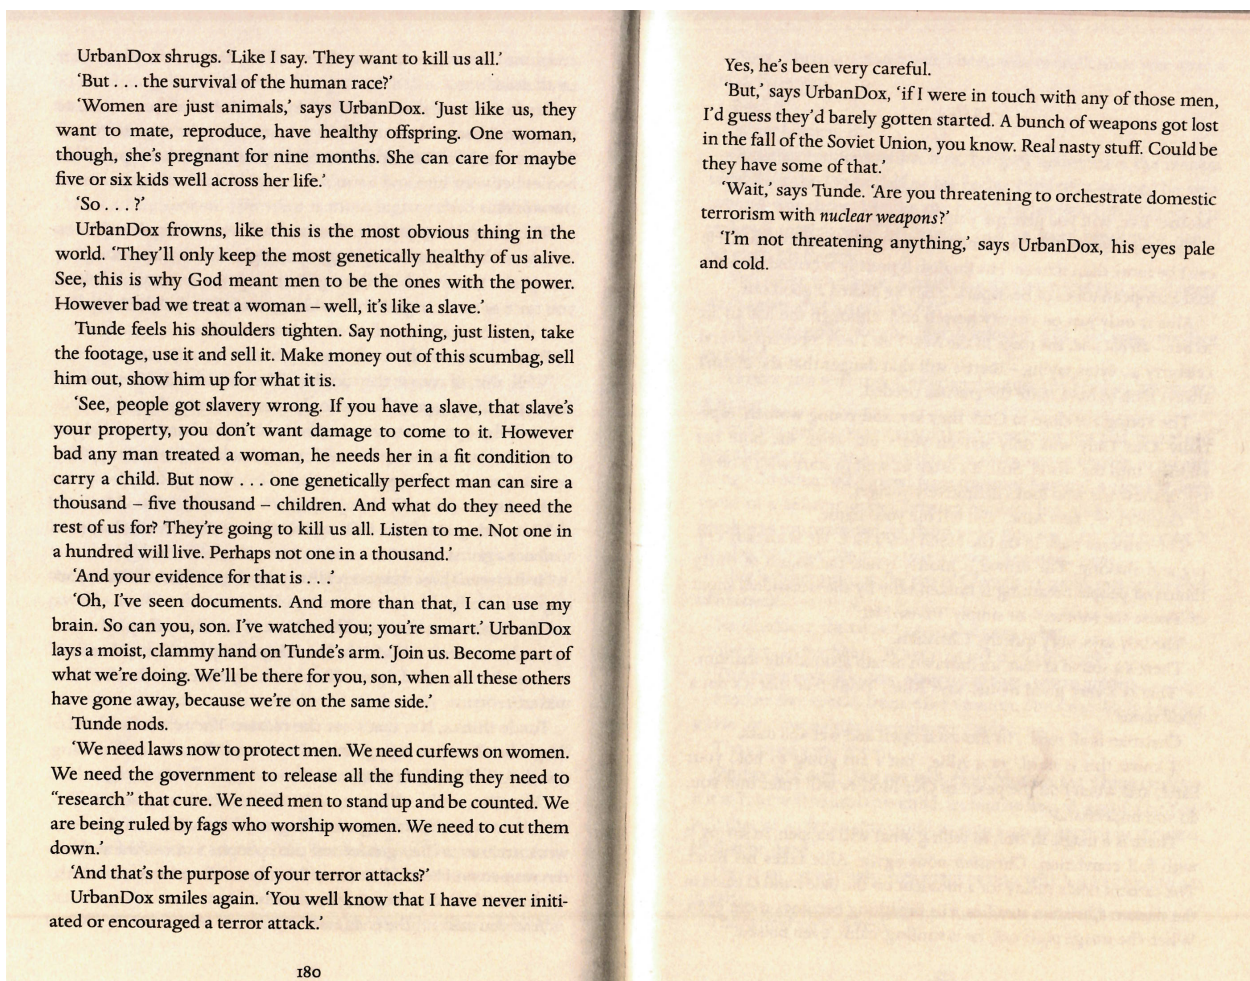 UrbanDox shrugs. ‘Like I say. They want to kill us all.’
‘But . . . the survival of the human race?’
‘Women are just animals,’ says UrbanDox. ‘Just like us, they
want to mate, reproduce, have healthy offspring. One woman,
though, she’s pregnant for nine months. She can care for maybe
five or six kids well across her life.’
‘So . . . ?’
UrbanDox frowns, like this is the most obvious thing in the
world. ‘They’ll only keep the most genetically healthy of us alive.
See, this is why God meant men to be the ones with the power.
However bad we treat a woman – well, it’s like a slave.’
Tunde feels his shoulders tighten. Say nothing, just listen, take
the footage, use it and sell it. Make money out of this scumbag, sell
him out, show him up for what it is.
‘See, people got slavery wrong. If you have a slave, that slave’s
your property, you don’t want damage to come to it. However
bad any man treated a woman, he needs her in a fit condition to
carry a child. But now . . . one genetically perfect man can sire a
thousand – five thousand – children. And what do they need the
rest of us for? They’re going to kill us all. Listen to me. Not one in
a hundred will live. Perhaps not one in a thousand.’
‘And your evidence for that is . . .’
‘Oh, I’ve seen documents. And more than that, I can use my
brain. So can you, son. I’ve watched you; you’re smart.’ UrbanDox
lays a moist, clammy hand on Tunde’s arm. ‘Join us. Become part of
what we’re doing. We’ll be there for you, son, when all these others
have gone away, because we’re on the same side.’
Tunde nods.
‘We need laws now to protect men. We need curfews on women.
We need the government to release all the funding they need to
“research” that cure. We need men to stand up and be counted. We
are being ruled by fags who worship women. We need to cut them
down.’
‘And that’s the purpose of your terror attacks?’
UrbanDox smiles again. ‘You well know that I have never initi-
ated or encouraged a terror attack.’
180
Yes, he’s been very careful.
‘But,’ says UrbanDox, ‘if I were in touch with any of those men,
I’d guess they’d barely gotten started. A bunch of weapons got lost
in the fall of the Soviet Union, you know. Real nasty stuff. Could be
they have some of that.’
‘Wait,’ says Tunde. ‘Are you threatening to orchestrate domestic
terrorism with nuclear weapons?’
‘I’m not threatening anything,’ says UrbanDox, his eyes pale
and cold.